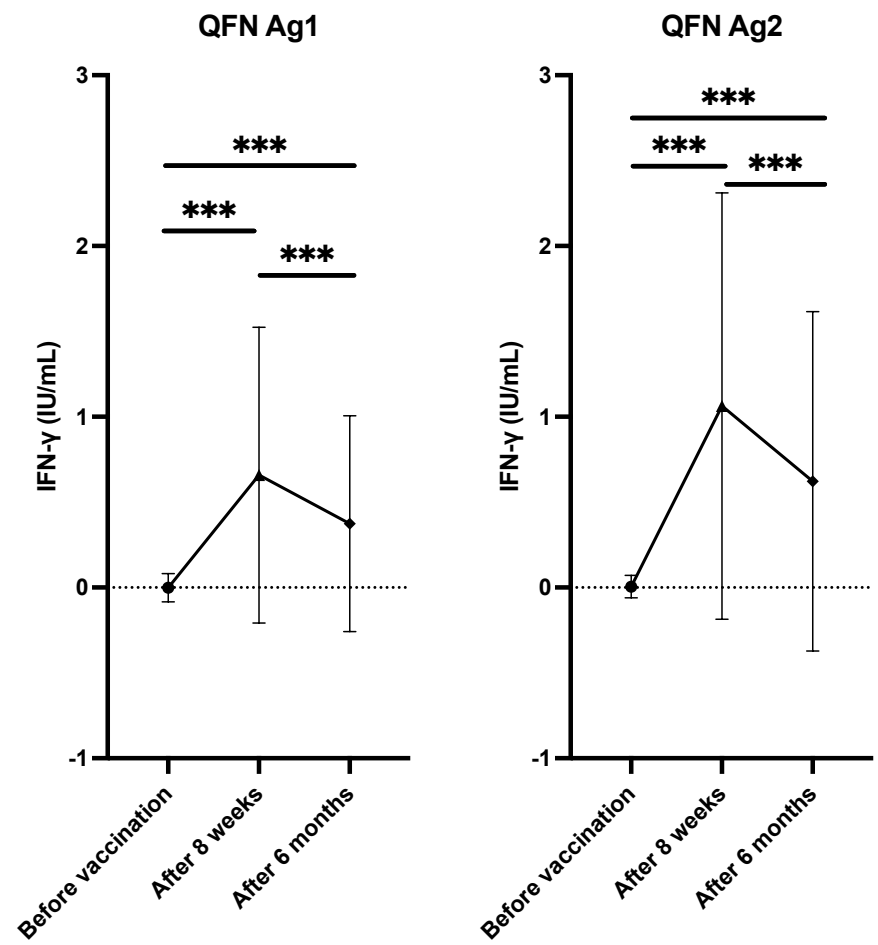 QFN Ag1
3
2
1
0
-1
IFN-γ (IU/mL)
***
***
***
Before vaccination
After 8 weeks
After 6 months
QFN Ag2
3
2
1
0
-1
IFN-γ (IU/mL)
***
***
***
Before vaccination
After 8 weeks
After 6 months